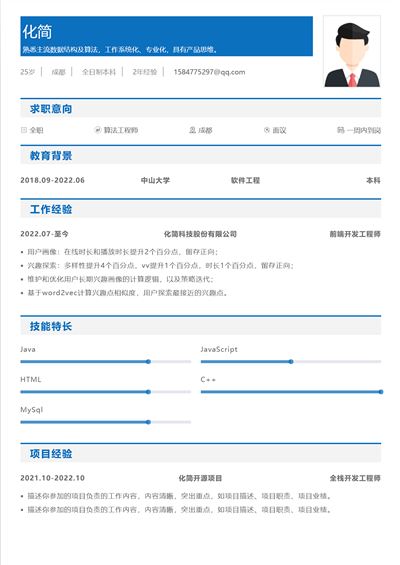 化简
熟悉主流数据结构及算法，工作系统化、专业化，具有产品思维。
25岁 成都 全日制本科 2年经验 1584775297@qq.com
求职意向
全职 算法工程师 成都 面议 一周内到岗
教育背景
2018.09-2022.06 中山大学 软件工程 本科
工作经验
2022.07-至今 化简科技股份有限公司 前端开发工程师
• 用户画像：在线时长和播放时长提升2个百分点，留存正向；
• 兴趣探索：多样性提升4个百分点，vv提升1个百分点，时长1个百分点，留存正向；
• 维护和优化用户长期兴趣画像的计算逻辑，以及策略迭代；
• 基于word2vec计算兴趣点相似度，用户探索最接近的兴趣点。
技能特长
Java JavaScript
HTML C++
MySql
项目经验
2021.10-2022.10 化简开源项目 全栈开发工程师
• 描述你参加的项目负责的工作内容，内容清晰，突出重点，如项目描述、项目职责、项目业绩。
• 描述你参加的项目负责的工作内容，内容清晰，突出重点，如项目描述、项目职责、项目业绩。